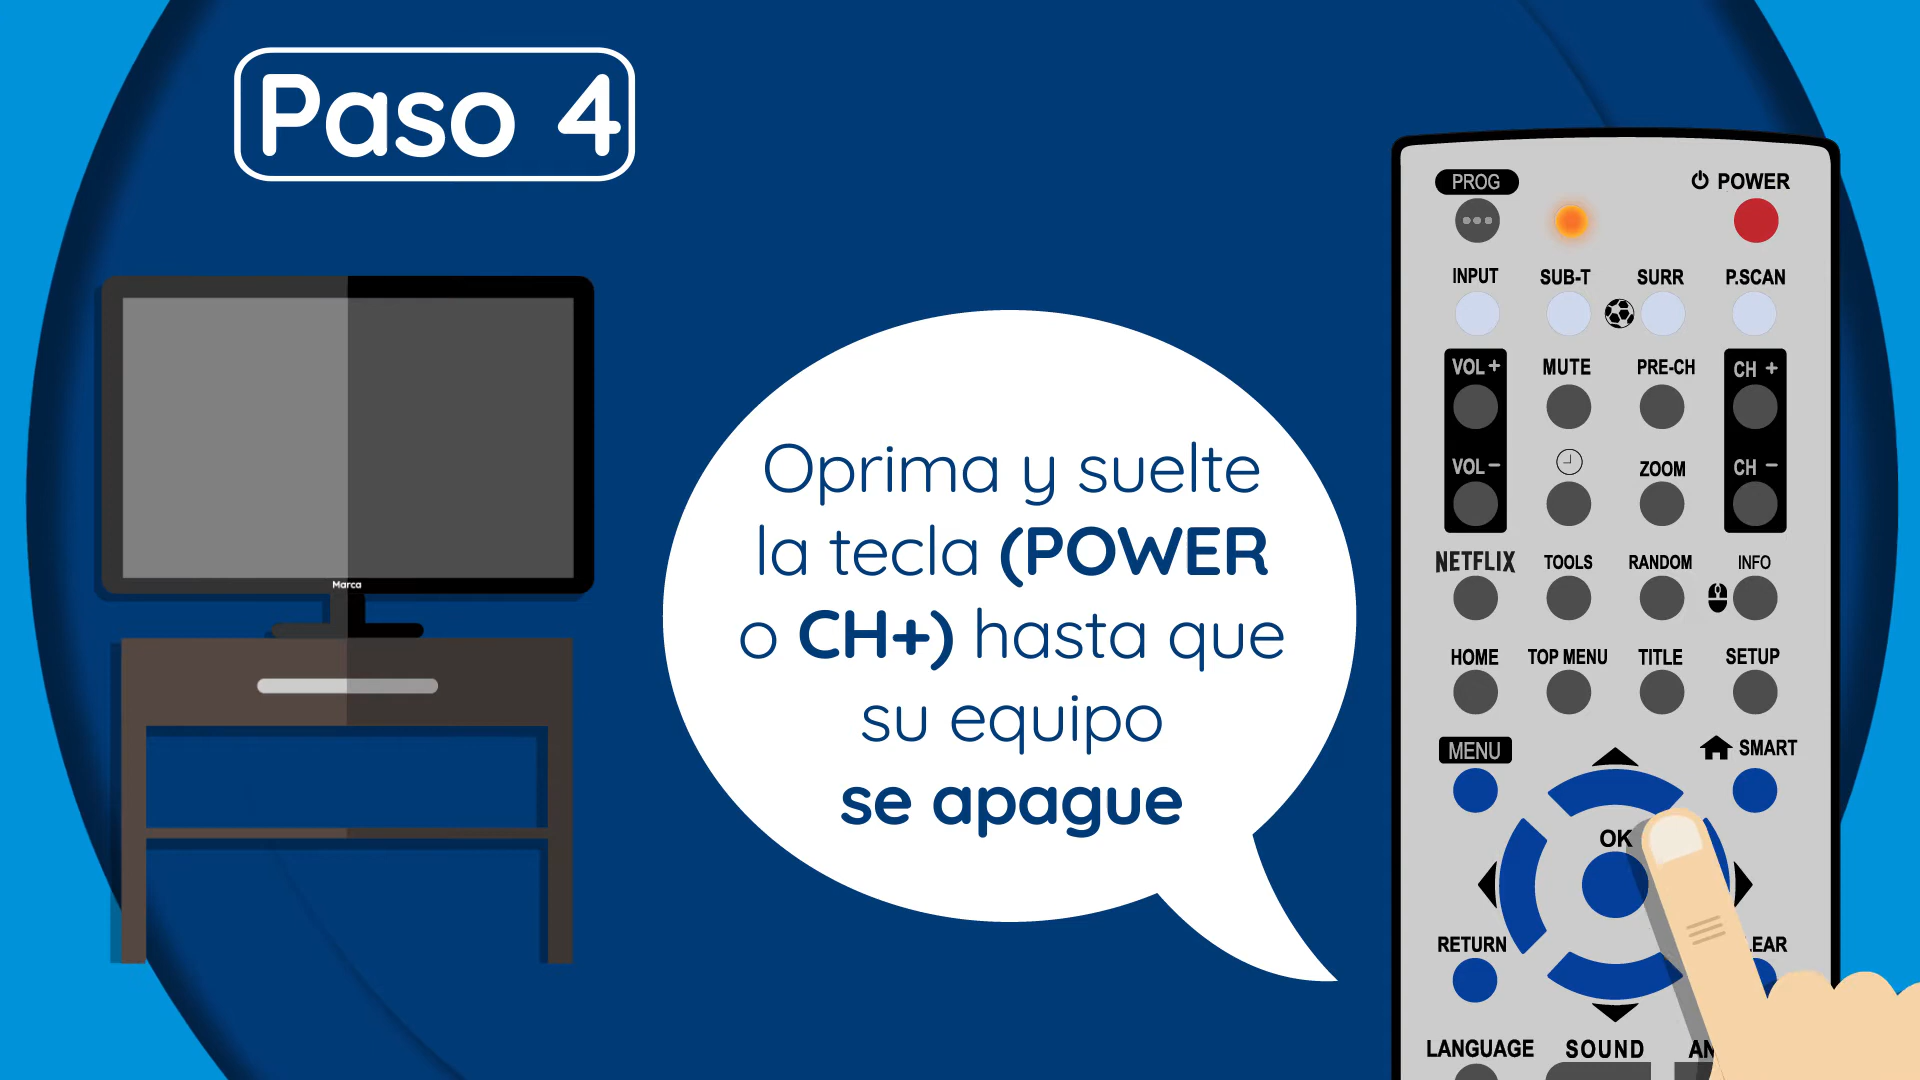 Paso 4
Marca
Oprima y suelte
la tecla (POWER
o CH+) hasta que
su equipo
se apague
PROG
POWER
INPUT SUB-T SURR P.SCAN
VOL+ MUTE PRE-CH CH +
VOL- ZOOM CH -
NETFLIX TOOLS RANDOM INFO
HOME TOP MENU TITLE SETUP
MENU SMART
OK
RETURN LEAR
LANGUAGE SOUND AN